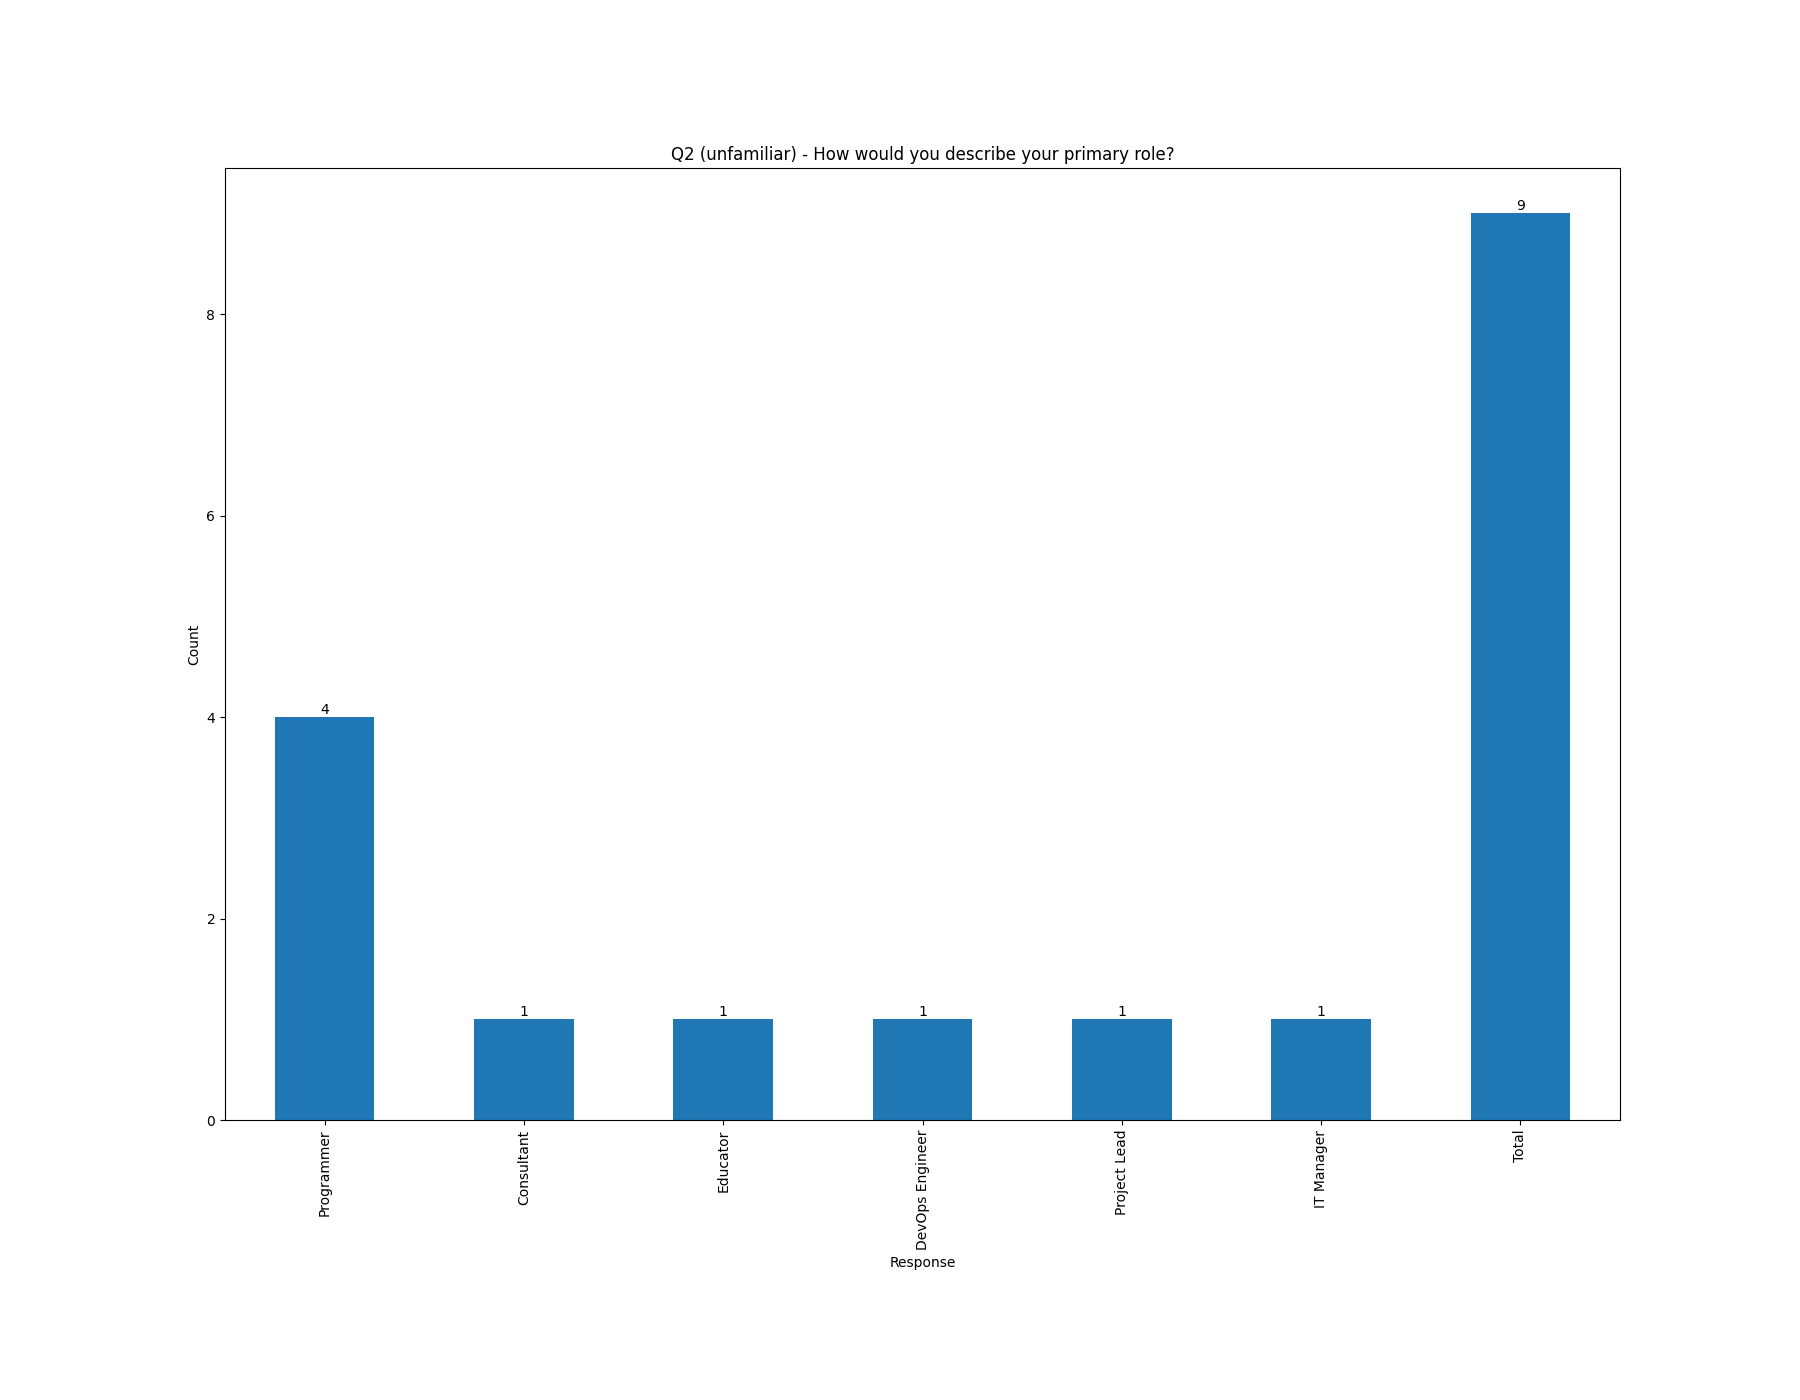 Q2 (unfamiliar) - How would you describe your primary role?
Count
8
6
4
2
0
4
1
1
1
1
1
9
Programmer
Consultant
Educator
DevOps Engineer
Project Lead
IT Manager
Total
Response